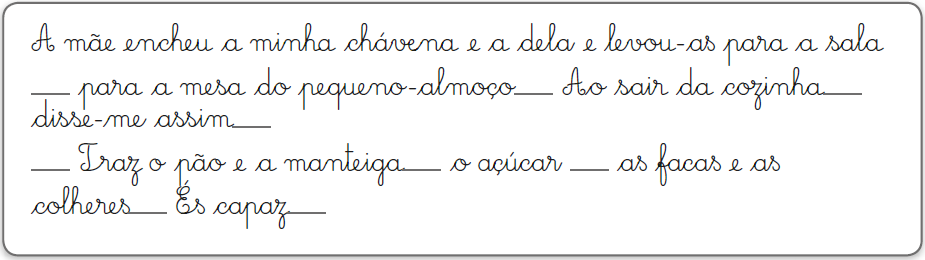 A mãe encheu a minha chávena e a dela e levou-as para a sala
___ para a mesa do pequeno-almoço___ Ao sair da cozinha___
disse-me assim___
___ Traz o pão e a manteiga___ o açúcar ___ as facas e as
colheres___ És capaz___